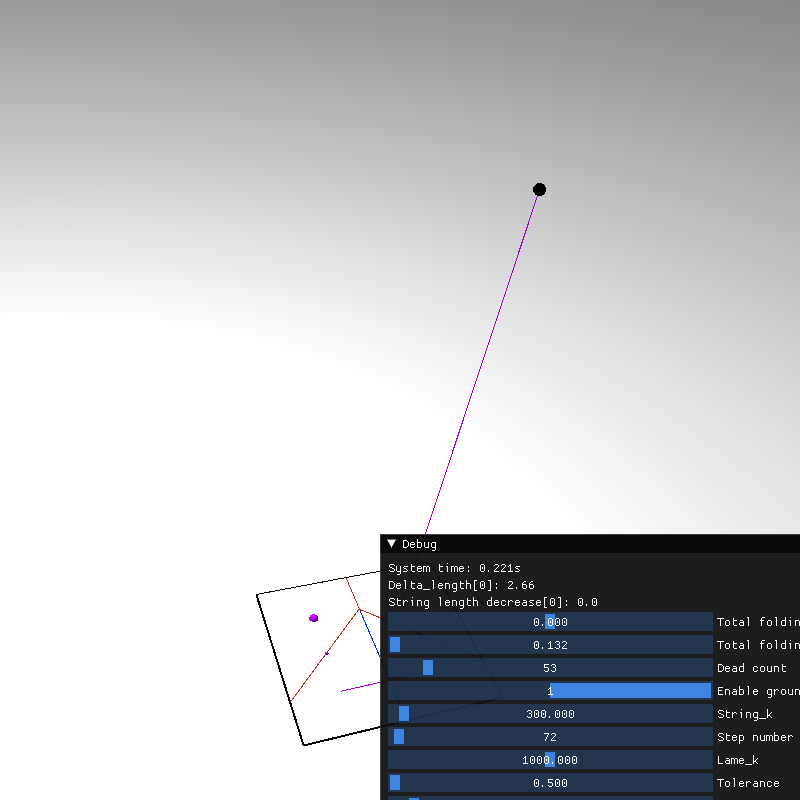 Debug
System time: 0.221s
Delta_length[0]: 2.66
String length decrease[0]: 0.0
0.000 Total foldin
0.132 Total foldin
53 Dead count
1 Enable groun
300.000 String_k
72 Step number
1000.000 Lame_k
0.500 Tolerance